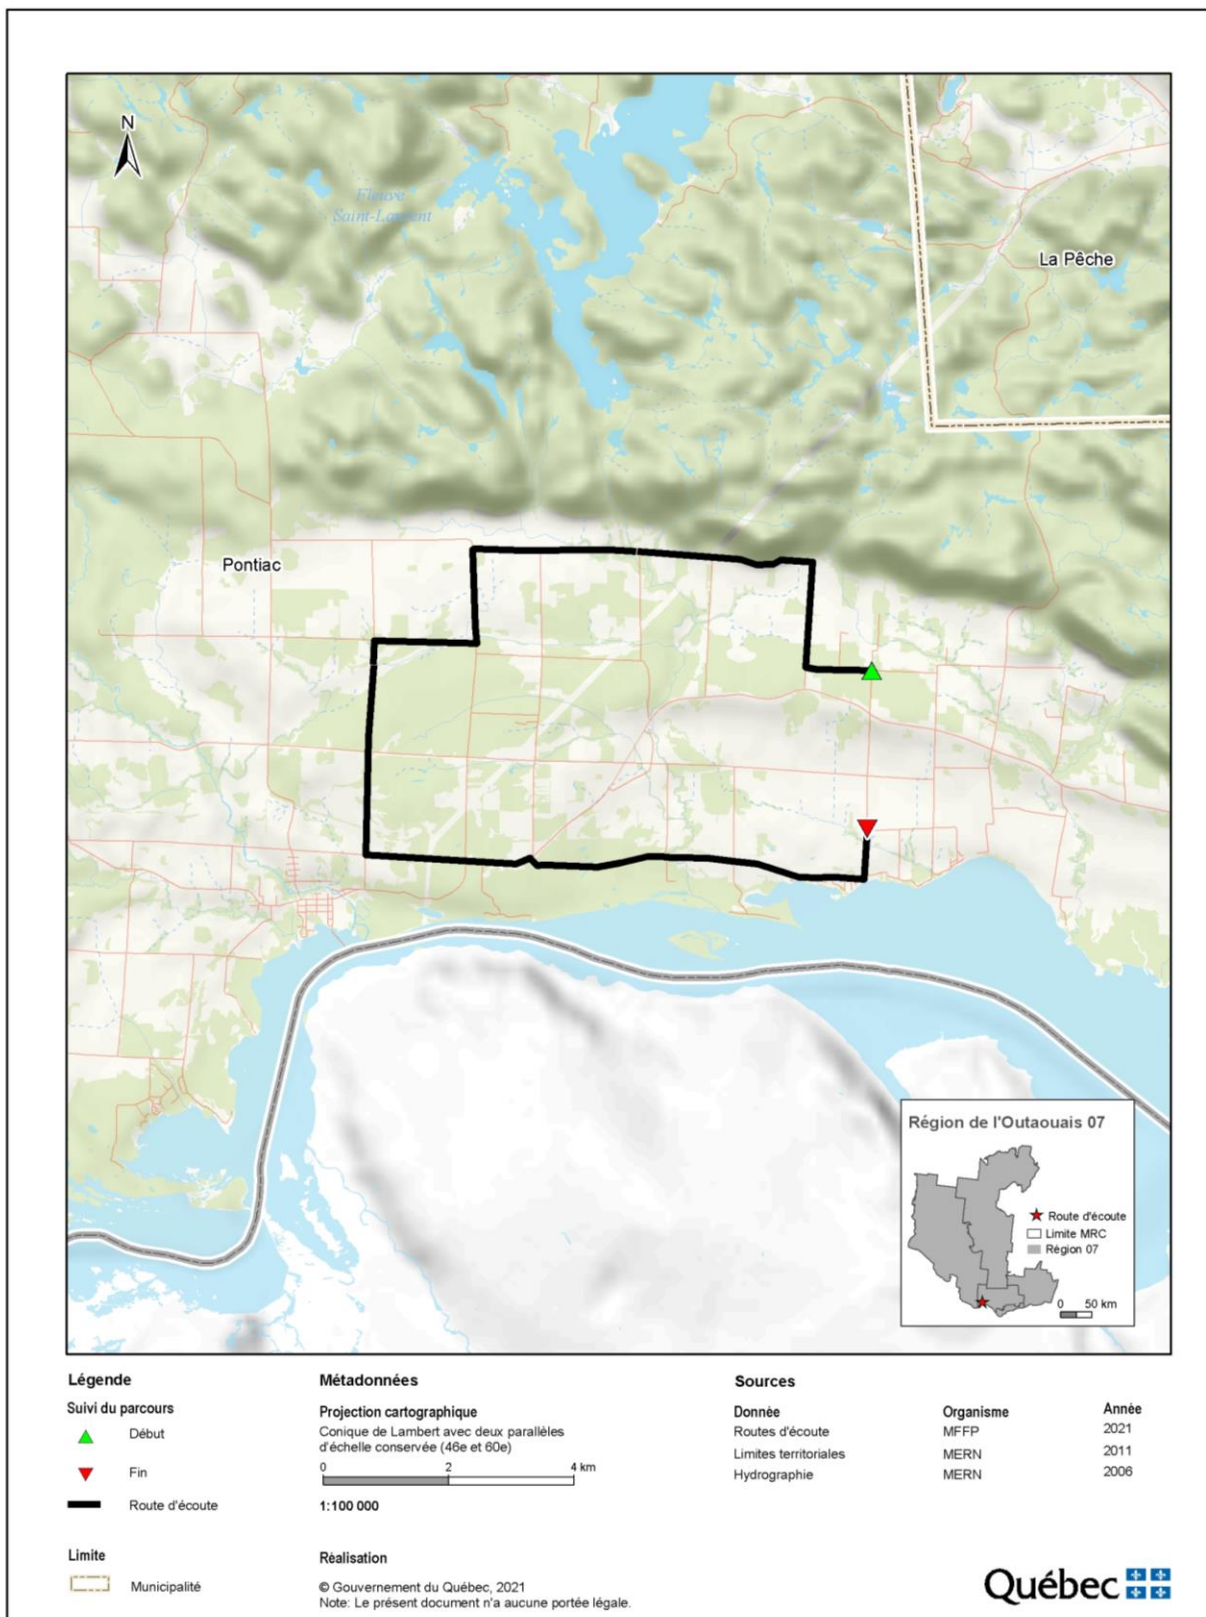 N
Fleuve
Saint-Laurent
La Pêche
Pontiac
Région de l'Outaouais 07
Route d'écoute
Limite MRC
Région 07
0 50 km
Légende
Suivi du parcours
Début
Fin
Route d'écoute
Limite
Municipalité
Métadonnées
Projection cartographique
Conique de Lambert avec deux parallèles
d'échelle conservée (46e et 60e)
0 2 4 km
1:100 000
Réalisation
© Gouvernement du Québec, 2021
Note: Le présent document n'a aucune portée légale.
Sources
Donnée Organisme Année
Routes d'écoute MFFP 2021
Limites territoriales MERN 2011
Hydrographie MERN 2006
Québec